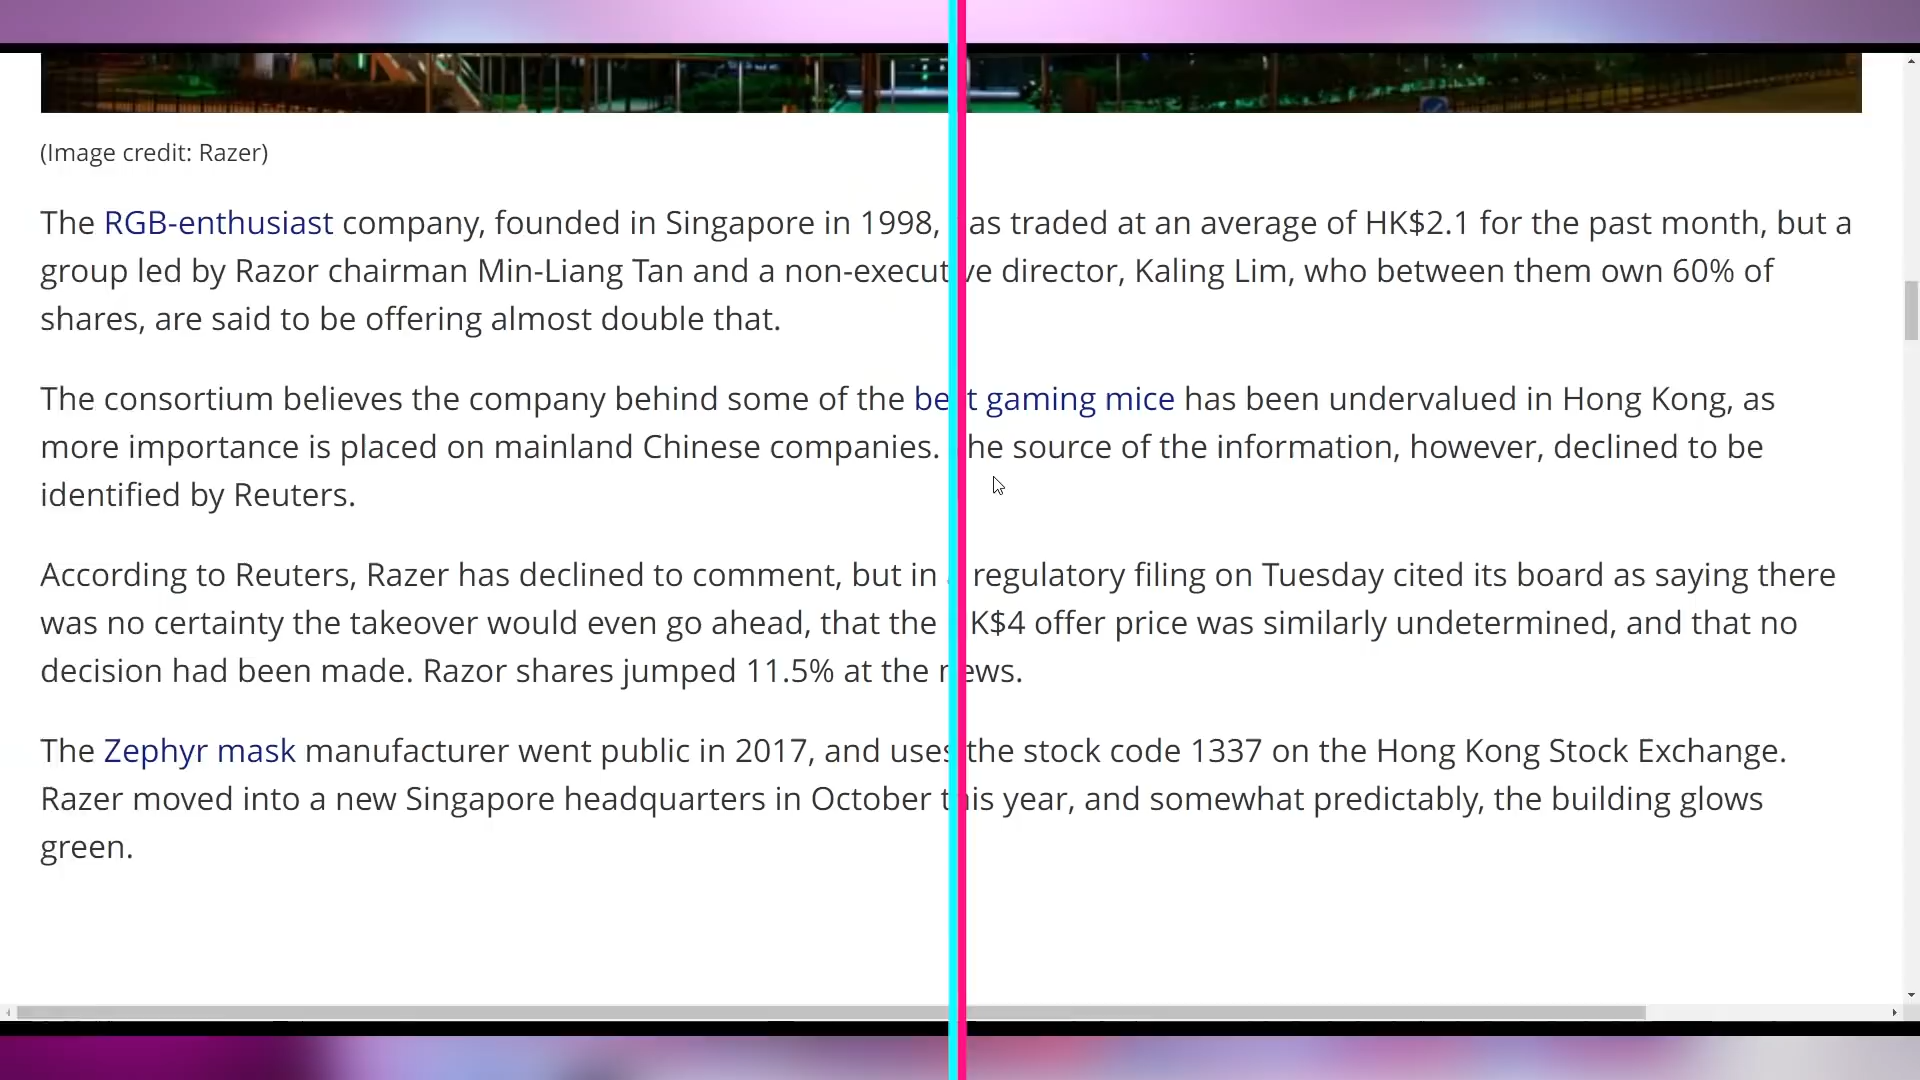 (Image credit: Razer)
The RGB-enthusiast company, founded in Singapore in 1998, has traded at an average of HK$2.1 for the past month, but a
group led by Razor chairman Min-Liang Tan and a non-executive director, Kaling Lim, who between them own 60% of
shares, are said to be offering almost double that.
The consortium believes the company behind some of the best gaming mice has been undervalued in Hong Kong, as
more importance is placed on mainland Chinese companies. The source of the information, however, declined to be
identified by Reuters.
According to Reuters, Razer has declined to comment, but in a regulatory filing on Tuesday cited its board as saying there
was no certainty the takeover would even go ahead, that the HK$4 offer price was similarly undetermined, and that no
decision had been made. Razor shares jumped 11.5% at the news.
The Zephyr mask manufacturer went public in 2017, and uses the stock code 1337 on the Hong Kong Stock Exchange.
Razer moved into a new Singapore headquarters in October this year, and somewhat predictably, the building glows
green.